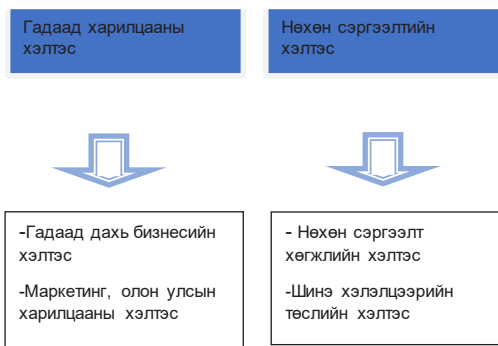 Гадаад харилцааны
хэлтэс
Нөхөн сэргээлтийн
хэлтэс
-Гадаад дахь бизнесийн
хэлтэс
-Маркетинг, олон улсын
харилцааны хэлтэс
- Нөхөн сэргээлт
хөгжлийн хэлтэс
-Шинэ хэлэлцээрийн
төслийн хэлтэс